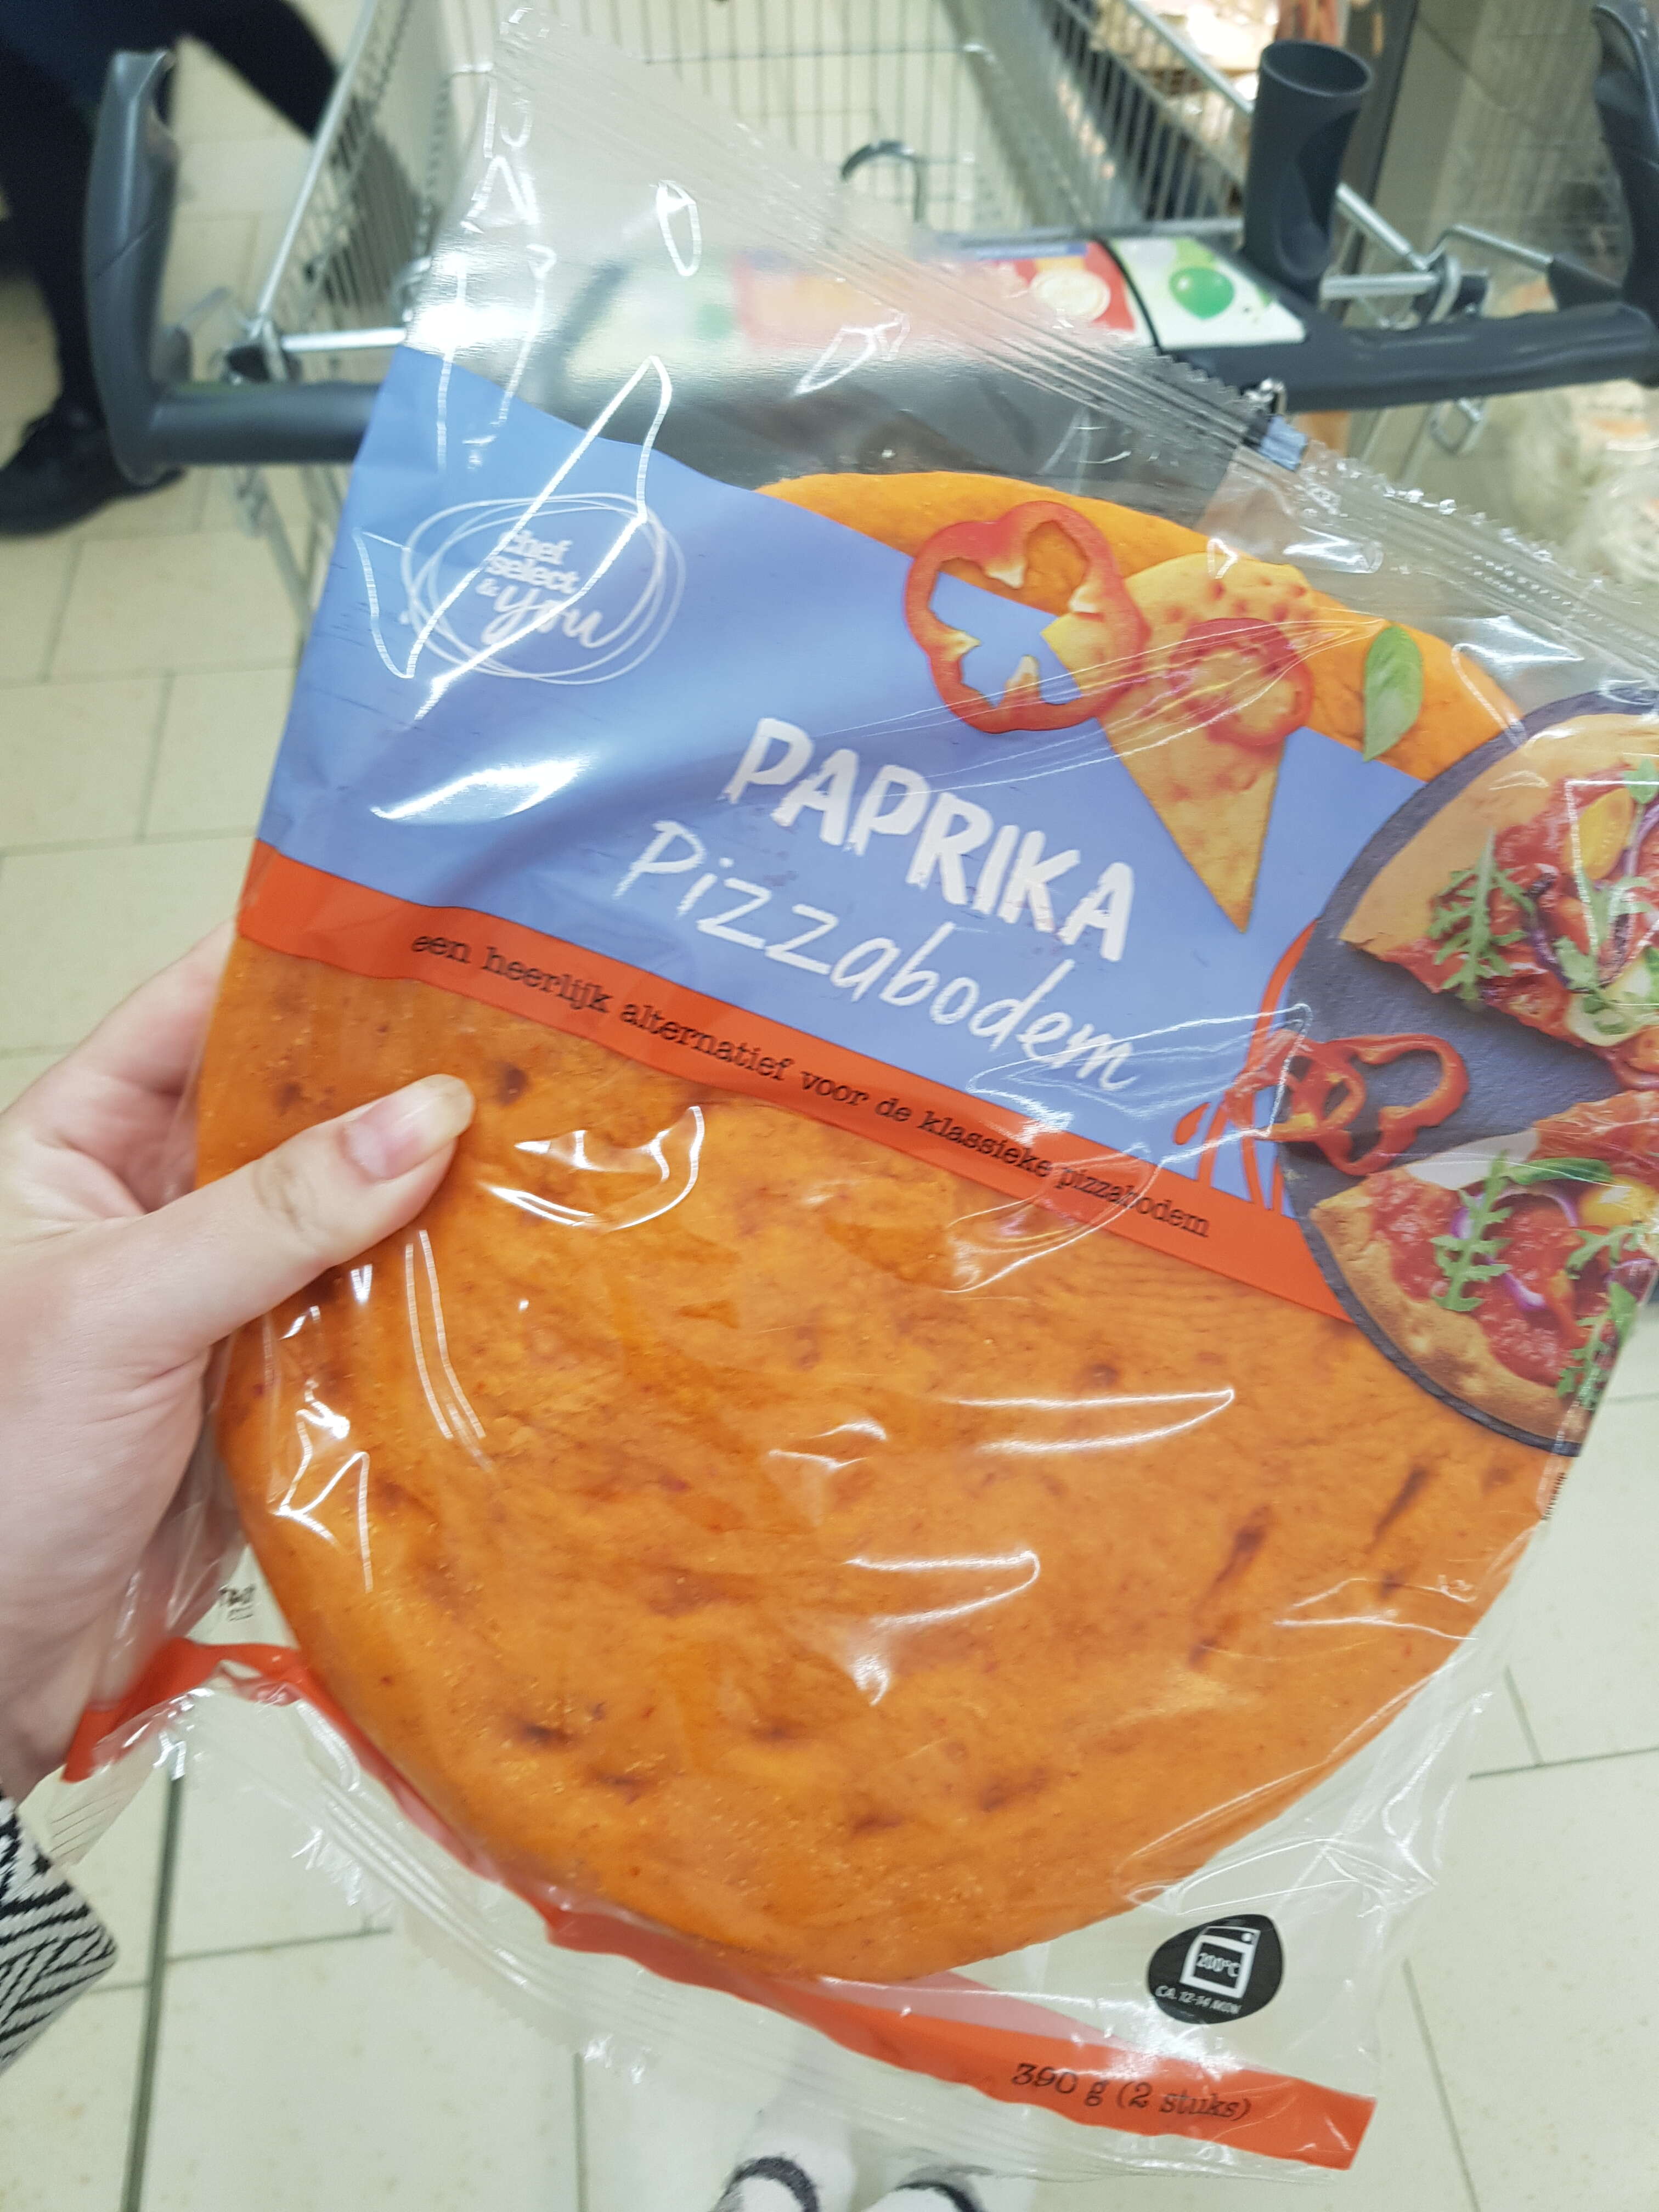 chef
select
& you
PAPRIKA
Pizzabodem
een heerlijk alternatief voor de klassieke pizzabodem
200°C
CA. 12-14 MIN
390 g (2 stuks)